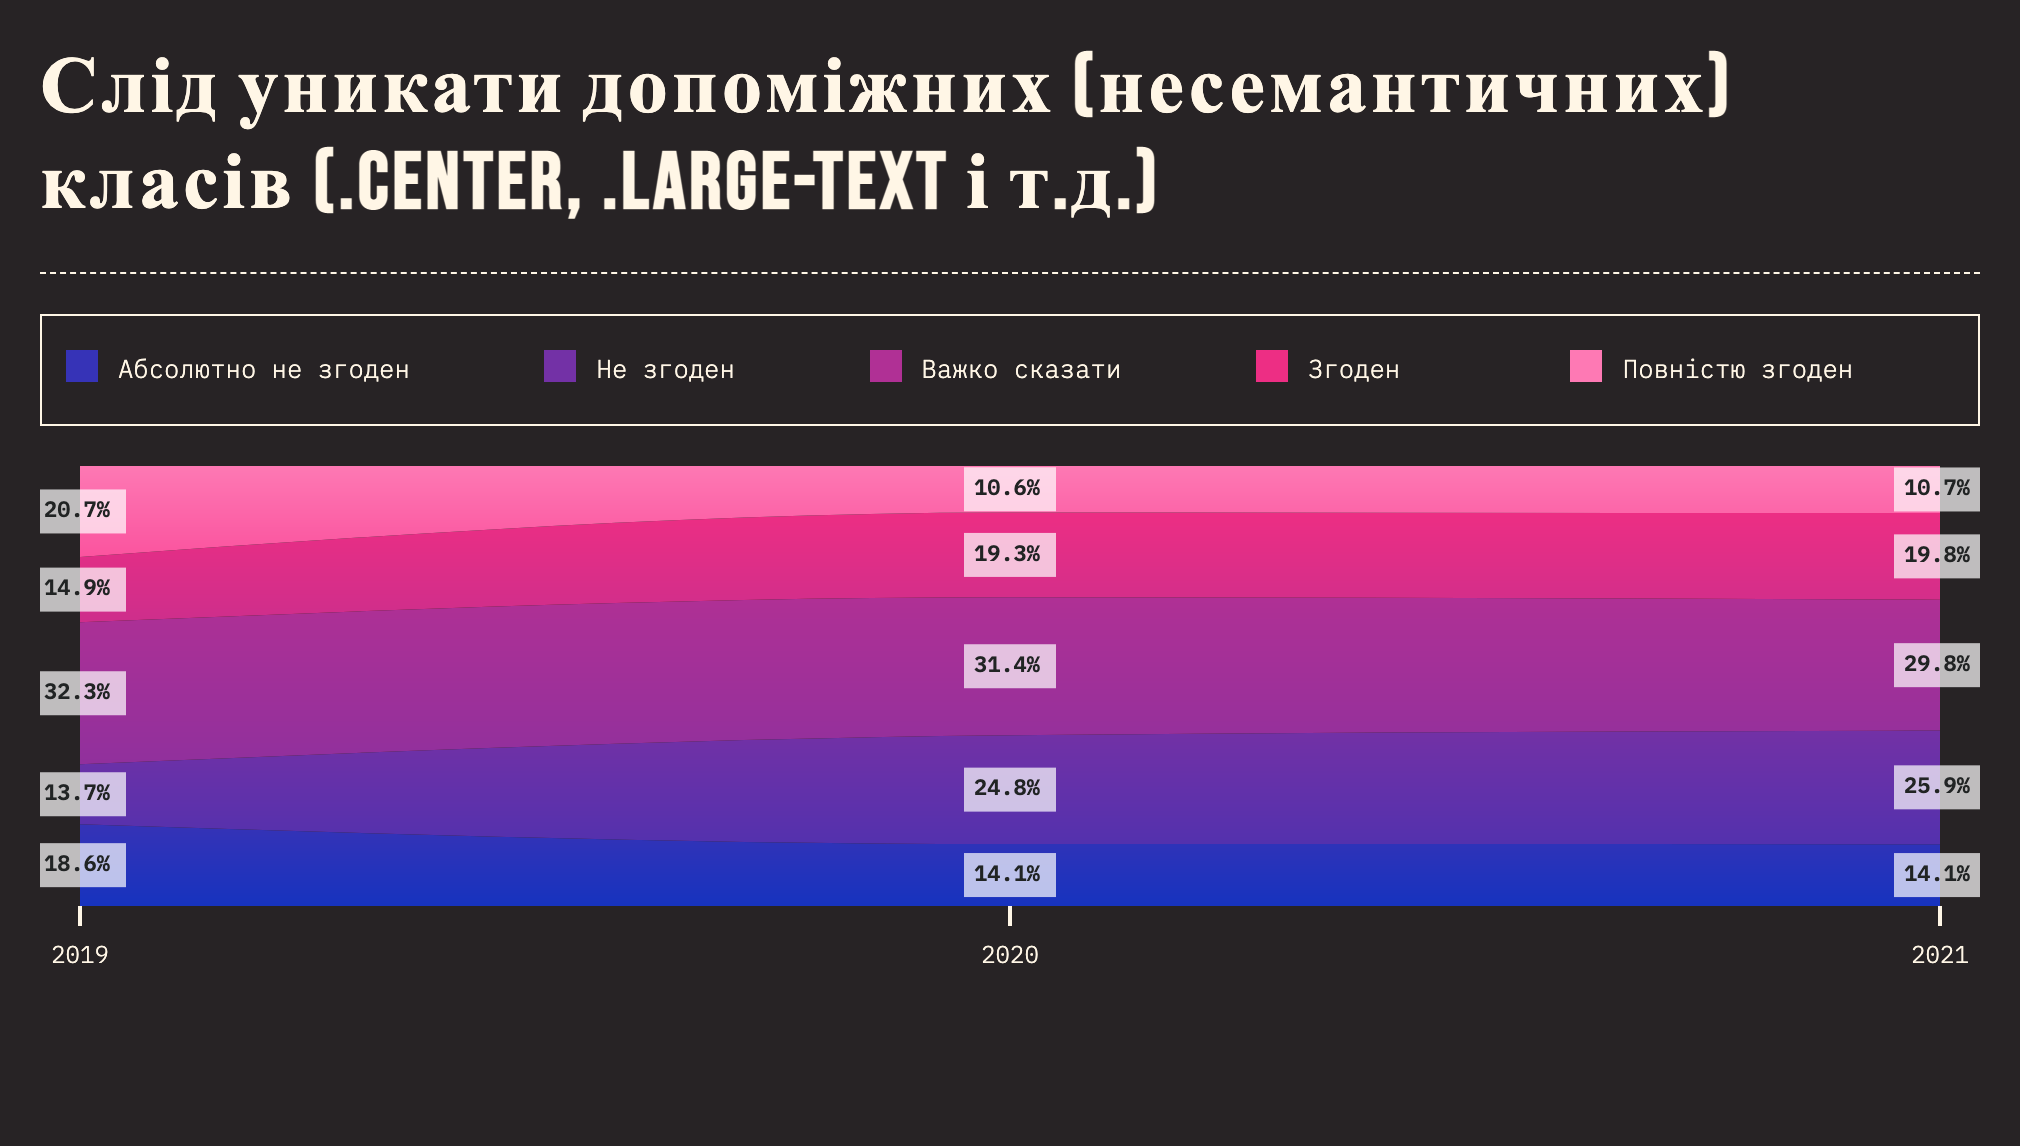 Слід уникати допоміжних (несемантичних)
класів (.CENTER, .LARGE-TEXT і т.д.)
Абсолютно не згоден
Не згоден
Важко сказати
Згоден
Повністю згоден
20.7%
10.6%
10.7%
14.9%
19.3%
19.8%
32.3%
31.4%
29.8%
13.7%
24.8%
25.9%
18.6%
14.1%
14.1%
2019
2020
2021